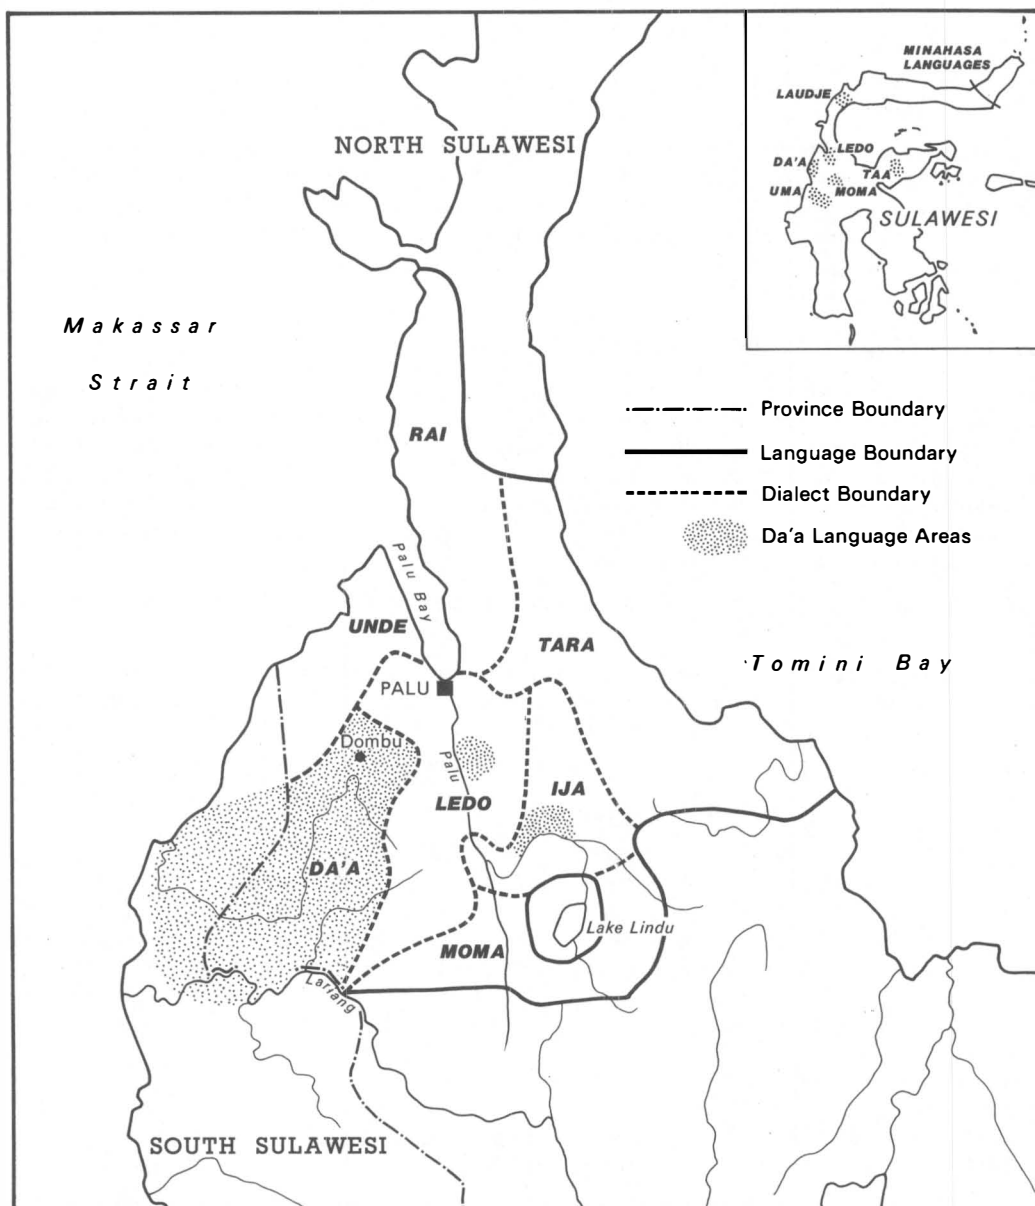 MINAHASA
LANGUAGES
LAUDJE
LEDO
DA'A
TAA
UMA
MOMA
SULAWESI
NORTH SULAWESI
Makassar
Strait
Province Boundary
Language Boundary
Dialect Boundary
Da'a Language Areas
RAI
Palu Bay
UNDE
TARA
Tomini Bay
PALU
Dombu
Palu
LEDO
IJA
DA'A
Lake Lindu
MOMA
Larrang
SOUTH SULAWESI